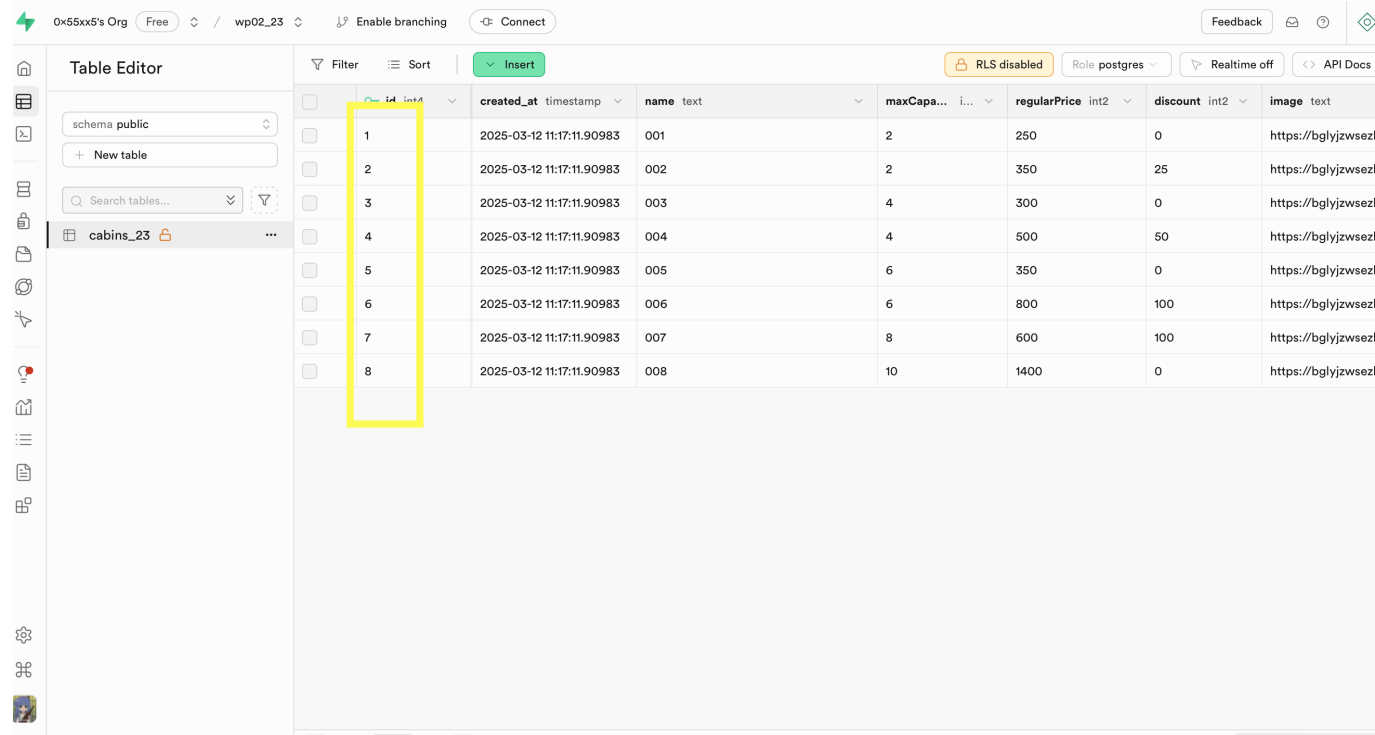 0×55xx5's Org Free / wp02_23 Enable branching Connect Feedback
Table Editor
Filter Sort Insert RLS disabled Role postgres Realtime off <> API Docs
schema public
+ New table
Search tables...
cabins_23
id int4 created_at timestamp name text maxCapa... i... regularPrice int2 discount int2 image text
1 2025-03-12 11:17:11.90983 001 2 250 0 https://bglyjzwsezl
2 2025-03-12 11:17:11.90983 002 2 350 25 https://bglyjzwsezl
3 2025-03-12 11:17:11.90983 003 4 300 0 https://bglyjzwsezl
4 2025-03-12 11:17:11.90983 004 4 500 50 https://bglyjzwsezl
5 2025-03-12 11:17:11.90983 005 6 350 0 https://bglyjzwsezl
6 2025-03-12 11:17:11.90983 006 6 800 100 https://bglyjzwsezl
7 2025-03-12 11:17:11.90983 007 8 600 100 https://bglyjzwsezl
8 2025-03-12 11:17:11.90983 008 10 1400 0 https://bglyjzwsezl